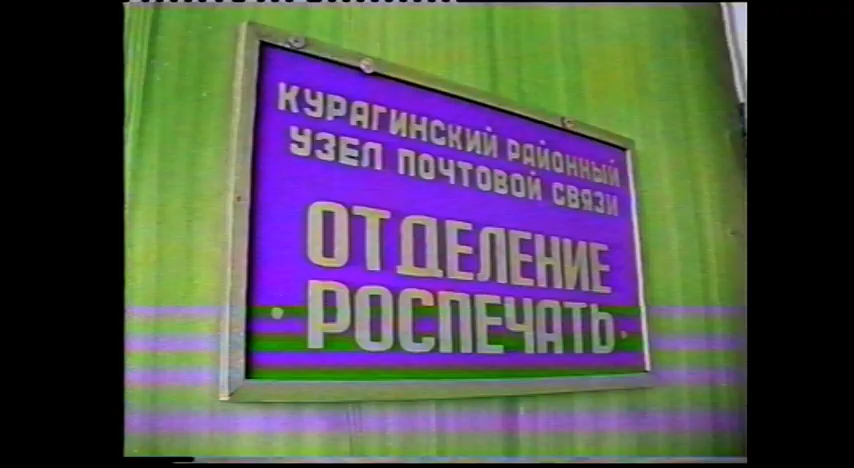 КУРАГИНСКИЙ РАЙОННЫЙ
УЗЕЛ ПОЧТОВОЙ СВЯЗИ
ОТДЕЛЕНИЕ
РОСПЕЧАТЬ